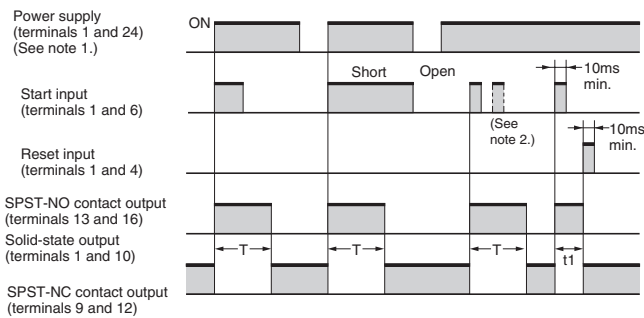 Power supply
(terminals 1 and 24)
(See note 1.)
ON
Start input
(terminals 1 and 6)
Short
Open
10ms
min.
(See
note 2.)
Reset input
(terminals 1 and 4)
10ms
min.
SPST-NO contact output
(terminals 13 and 16)
Solid-state output
(terminals 1 and 10)
T
T
T
t1
SPST-NC contact output
(terminals 9 and 12)